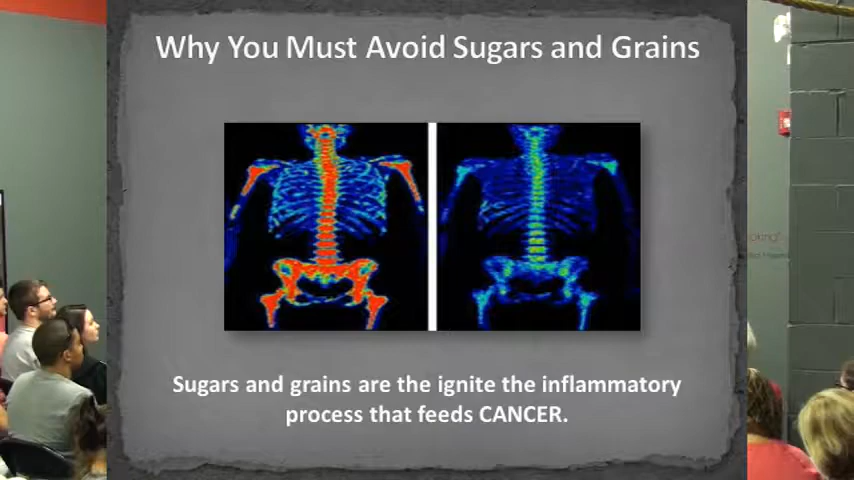 Why You Must Avoid Sugars and Grains
Sugars and grains are the ignite the inflammatory
process that feeds CANCER.